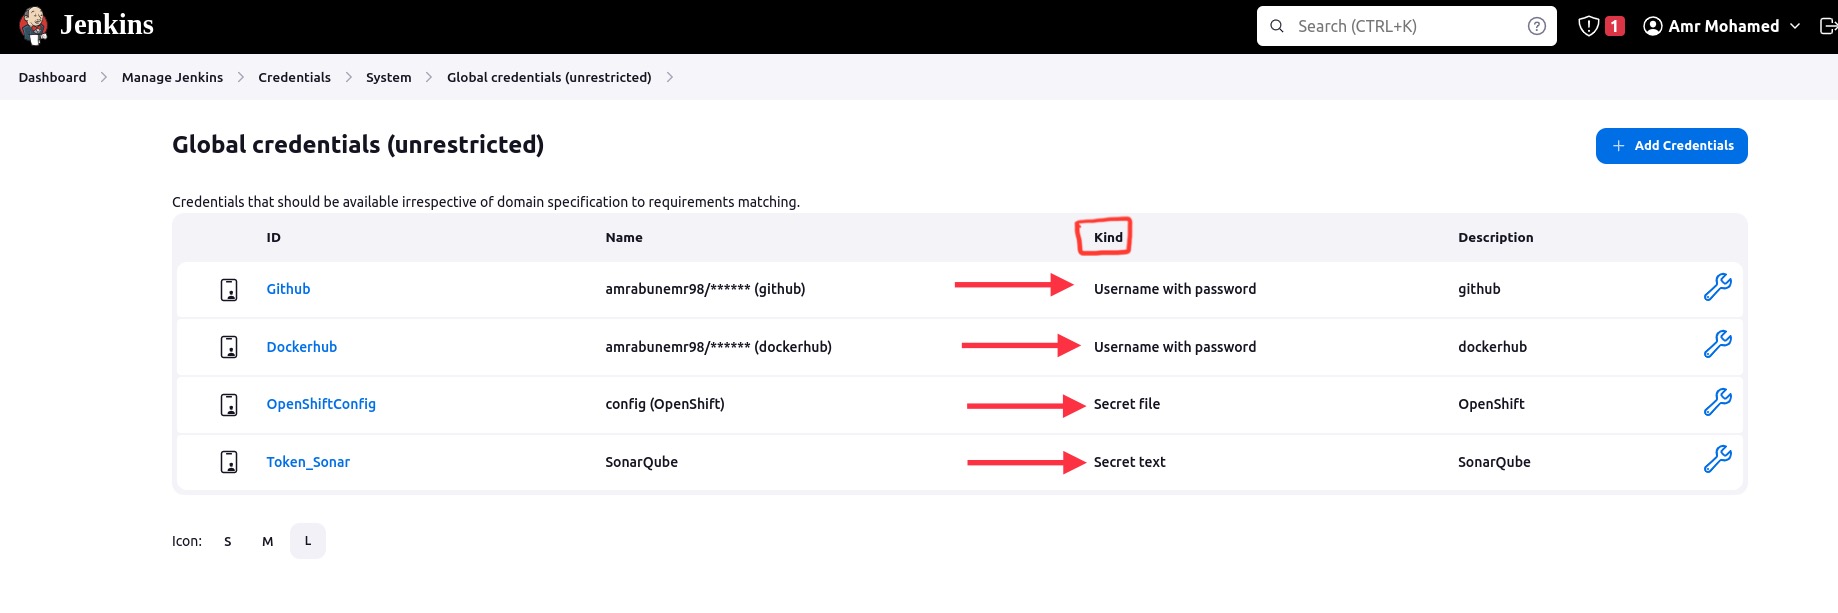 Jenkins
Search (CTRL+K)
1
Amr Mohamed
Dashboard
Manage Jenkins
Credentials
System
Global credentials (unrestricted)
Global credentials (unrestricted)
Add Credentials
Credentials that should be available irrespective of domain specification to requirements matching.
ID Name Kind Description
Github amrabunemr98/****** (github) Username with password github
Dockerhub amrabunemr98/****** (dockerhub) Username with password dockerhub
OpenShiftConfig config (OpenShift) Secret file OpenShift
Token_Sonar SonarQube Secret text SonarQube
Icon: S M L